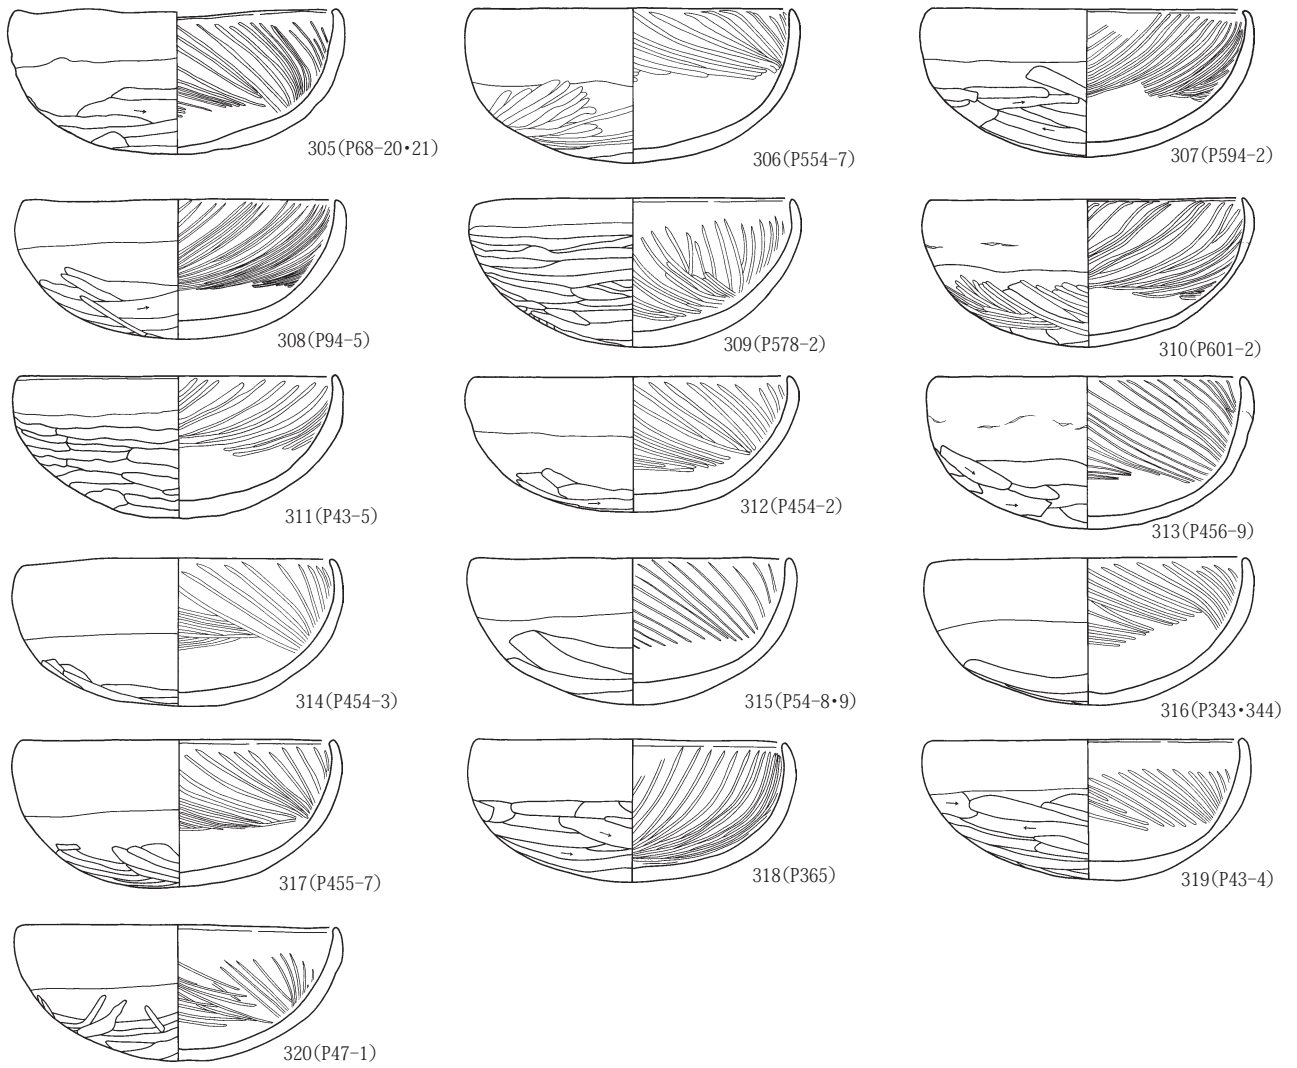 305(P68-20•21)
306(P554-7)
307(P594-2)
308(P94-5)
309(P578-2)
310(P601-2)
311(P43-5)
312(P454-2)
313(P456-9)
314(P454-3)
315(P54-8•9)
316(P343•344)
317(P455-7)
318(P365)
319(P43-4)
320(P47-1)